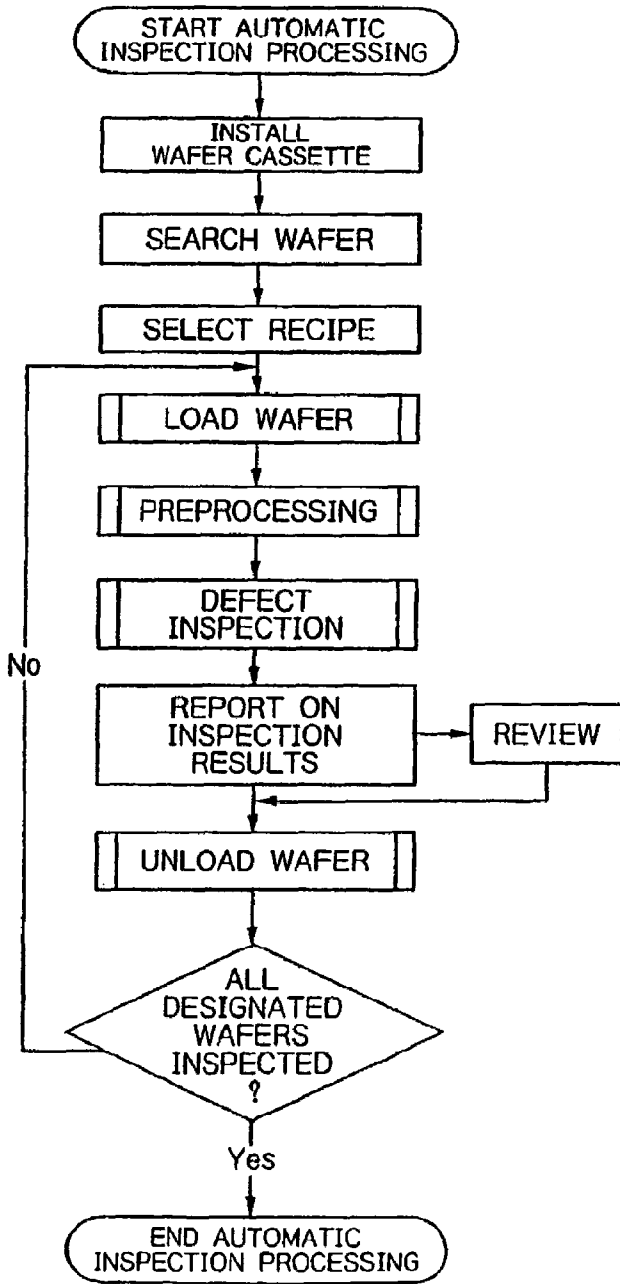 START AUTOMATIC
INSPECTION PROCESSING
INSTALL
WAFER CASSETTE
SEARCH WAFER
SELECT RECIPE
LOAD WAFER
PREPROCESSING
DEFECT
INSPECTION
No
REPORT ON
INSPECTION
RESULTS
REVIEW
UNLOAD WAFER
ALL
DESIGNATED
WAFERS
INSPECTED
?
Yes
END AUTOMATIC
INSPECTION PROCESSING